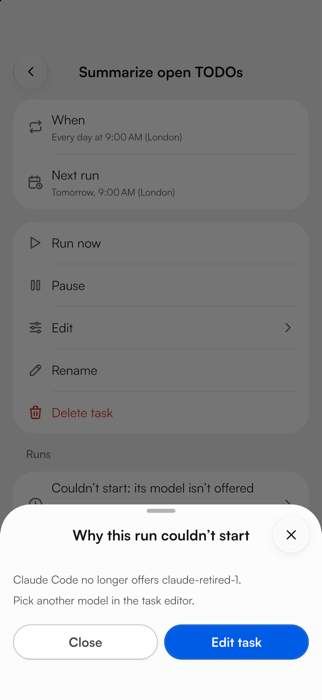 Summarize open TODOs
When
Every day at 9:00 AM (London)
Next run
Tomorrow, 9:00 AM (London)
Run now
Pause
Edit
Rename
Delete task
Runs
Couldn't start: its model isn't offered
Why this run couldn't start
Claude Code no longer offers claude-retired-1.
Pick another model in the task editor.
Close
Edit task